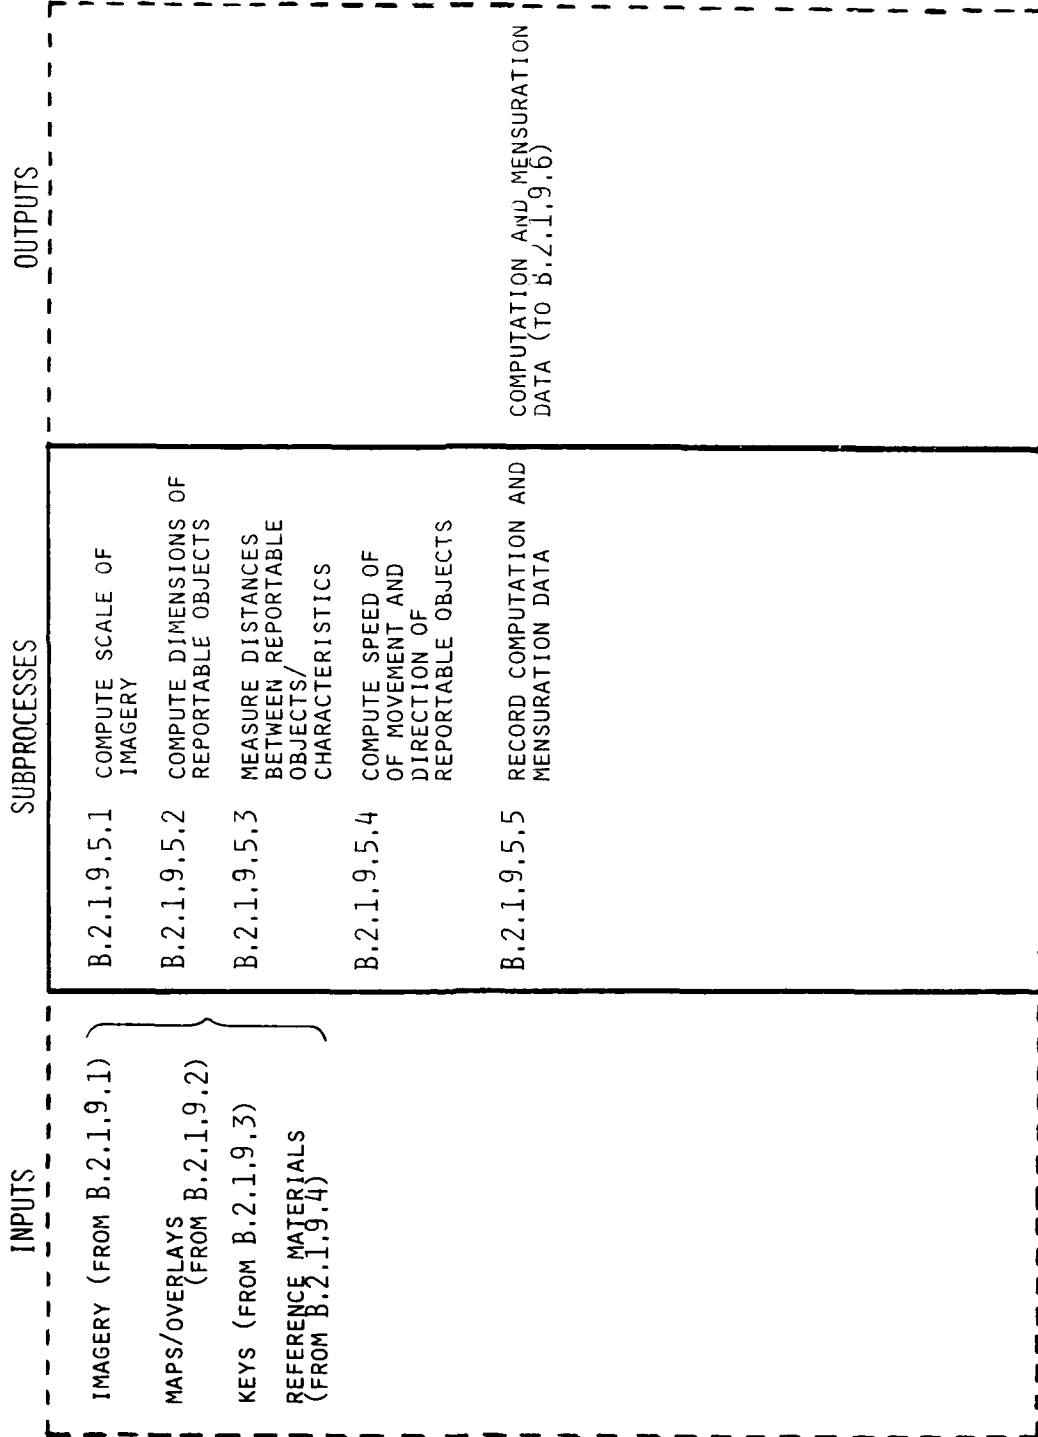 INPUTS
IMAGERY (FROM B.2.1.9.1)
MAPS/OVERLAYS
(FROM B.2.1.9.2)
KEYS (FROM B.2.1.9.3)
REFERENCE MATERIALS
(FROM B.2.1.9.4)
SUBPROCESSES
B.2.1.9.5.1 COMPUTE SCALE OF
IMAGERY
B.2.1.9.5.2 COMPUTE DIMENSIONS OF
REPORTABLE OBJECTS
B.2.1.9.5.3 MEASURE DISTANCES
BETWEEN REPORTABLE
OBJECTS/
CHARACTERISTICS
B.2.1.9.5.4 COMPUTE SPEED OF
OF MOVEMENT AND
DIRECTION OF
REPORTABLE OBJECTS
B.2.1.9.5.5 RECORD COMPUTATION AND
MENSURATION DATA
OUTPUTS
COMPUTATION AND MENSURATION
DATA (TO B.2.1.9.6)